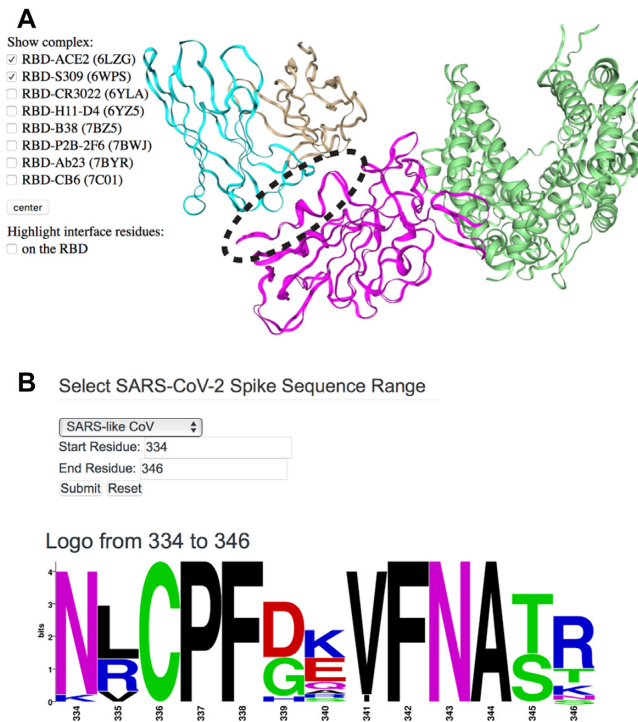 A
Show complex:
RBD-ACE2 (6LZG)
RBD-S309 (6WPS)
RBD-CR3022 (6YLA)
RBD-H11-D4 (6YZ5)
RBD-B38 (7BZ5)
RBD-P2B-2F6 (7BWJ)
RBD-Ab23 (7BYR)
RBD-CB6 (7C01)
center
Highlight interface residues:
on the RBD
B
Select SARS-CoV-2 Spike Sequence Range
SARS-like CoV
Start Residue: 334
End Residue: 346
Submit Reset
Logo from 334 to 346
4
3
2
1
0
bits
N L C P F D K V F N A T R
R G E S
334 335 336 337 338 339 340 341 342 343 344 345 346